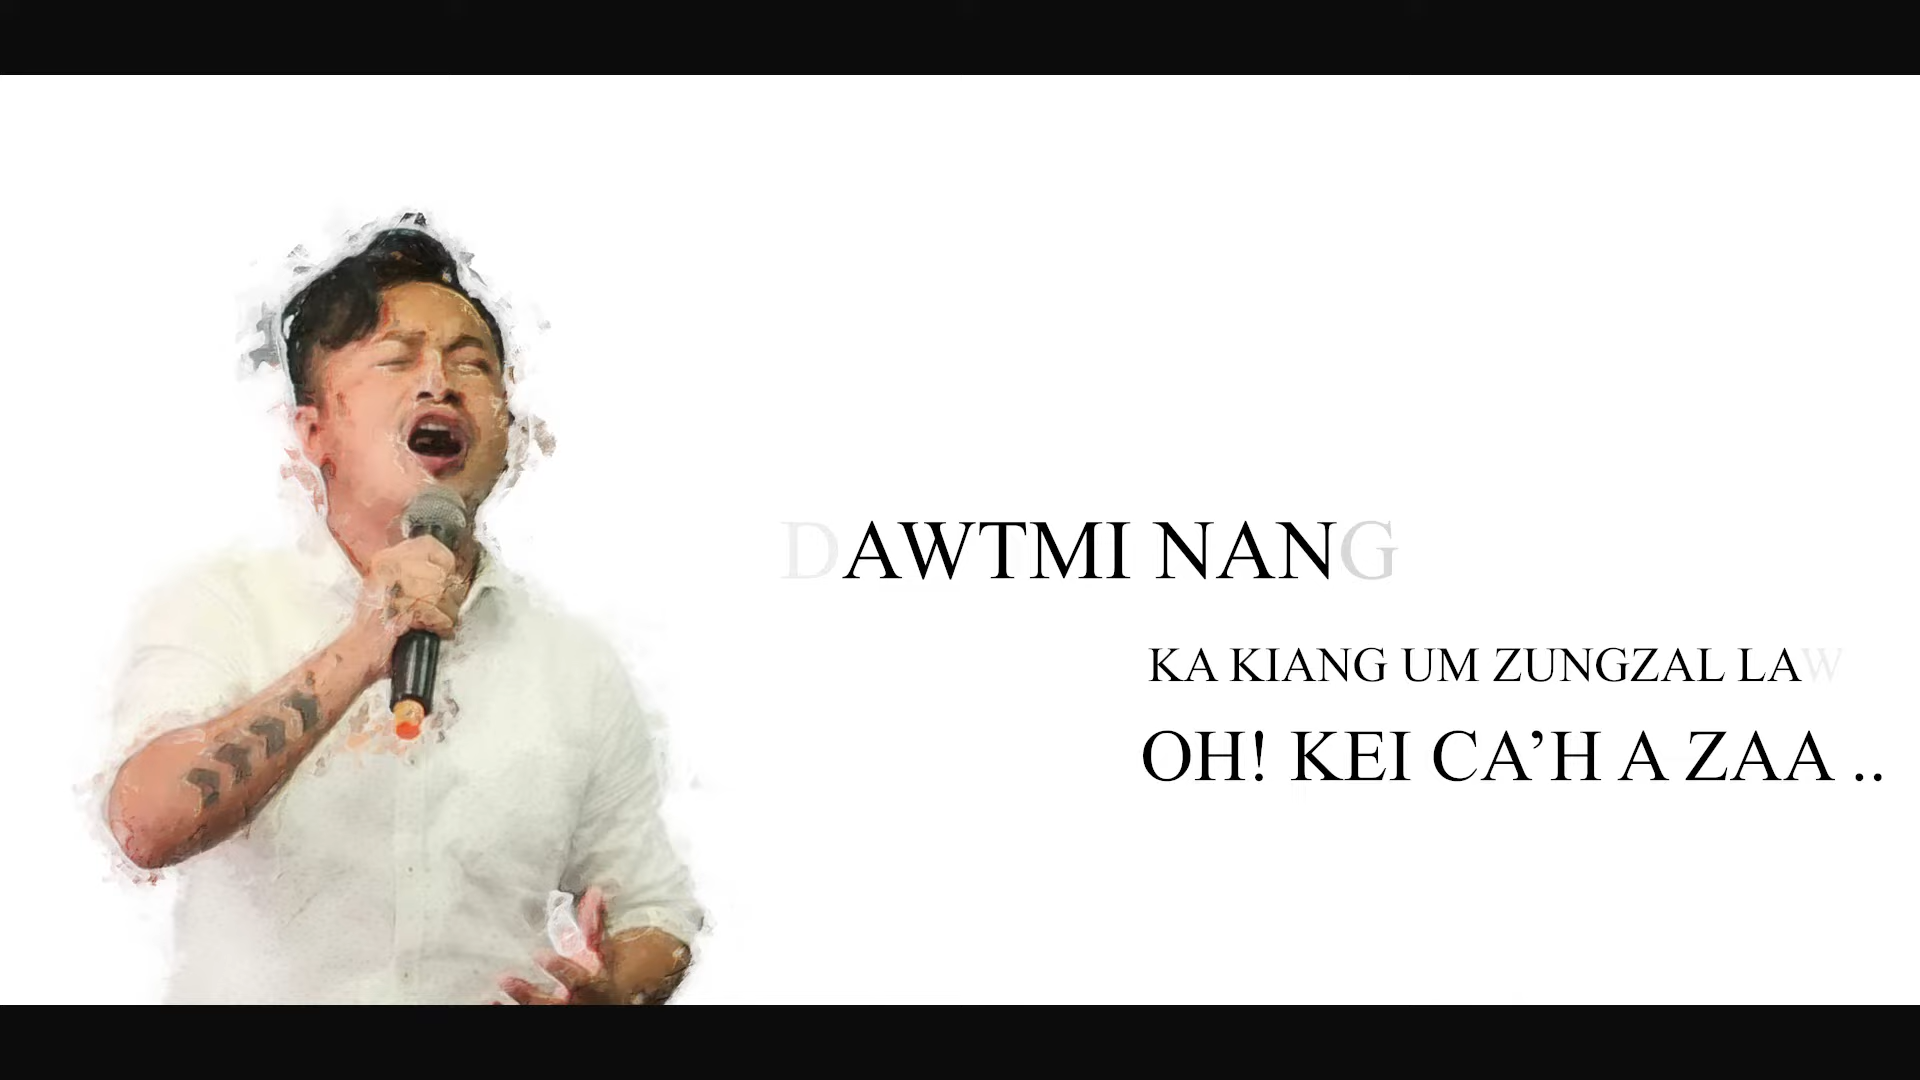 DAWTMI NANG
KA KIANG UM ZUNGZAL LAW
OH! KEI CA’H A ZAA ..